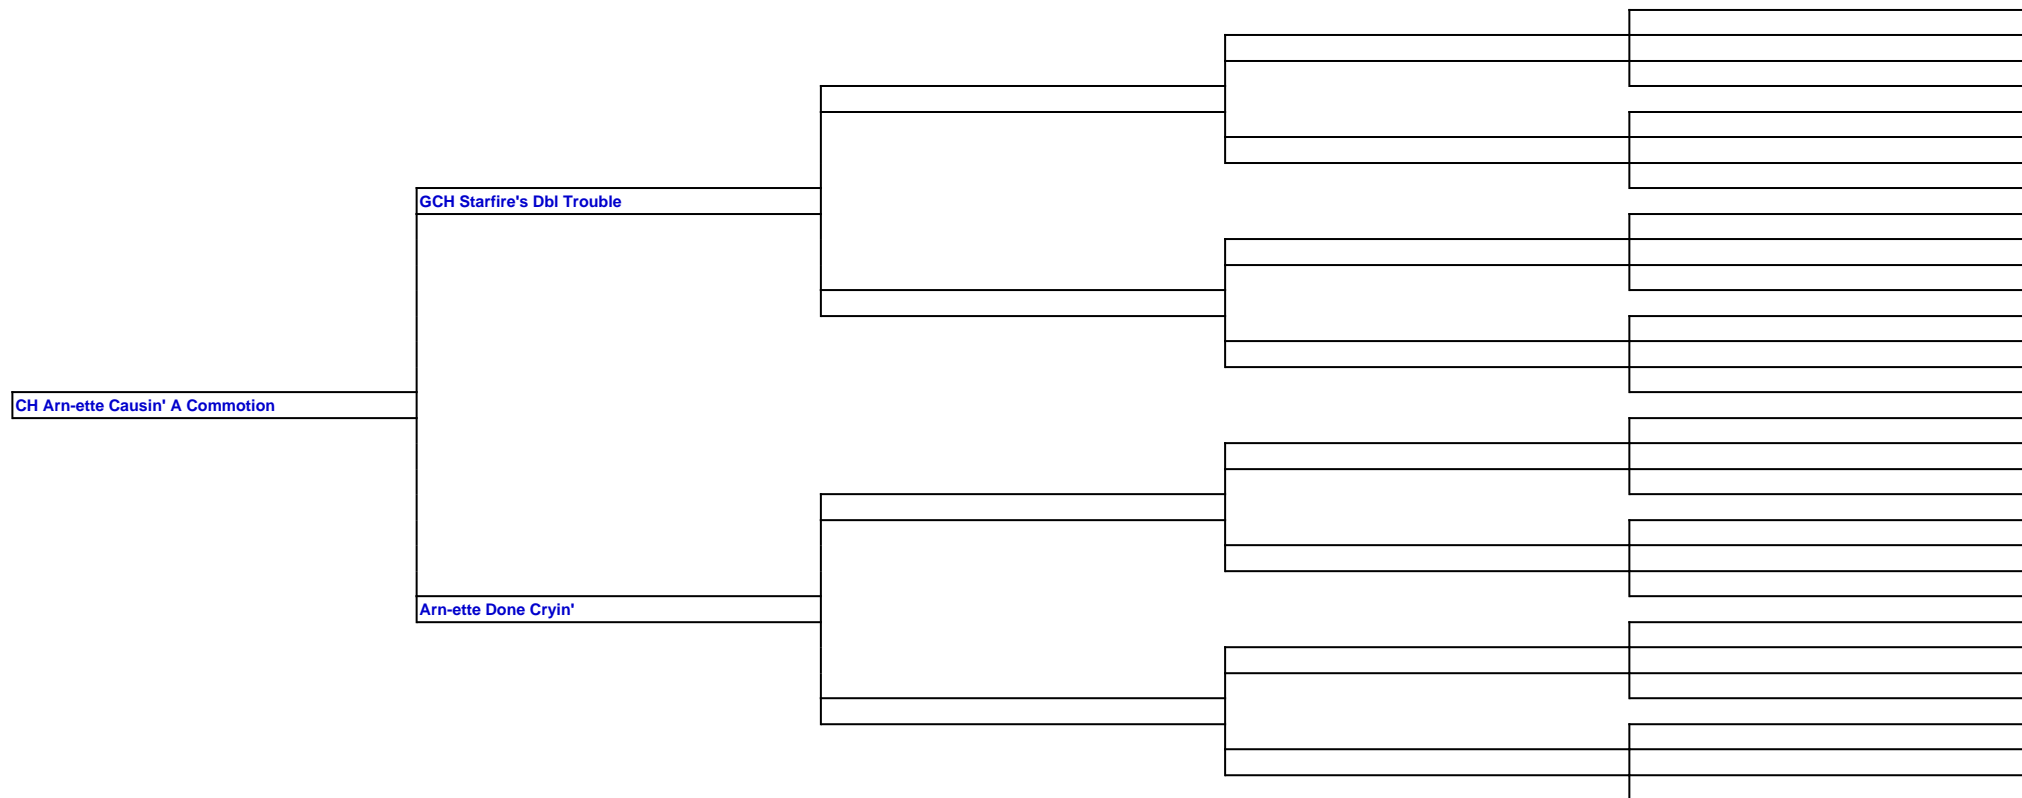 GCH Starfire's Dbl Trouble
CH Arn-ette Causin' A Commotion
Arn-ette Done Cryin'